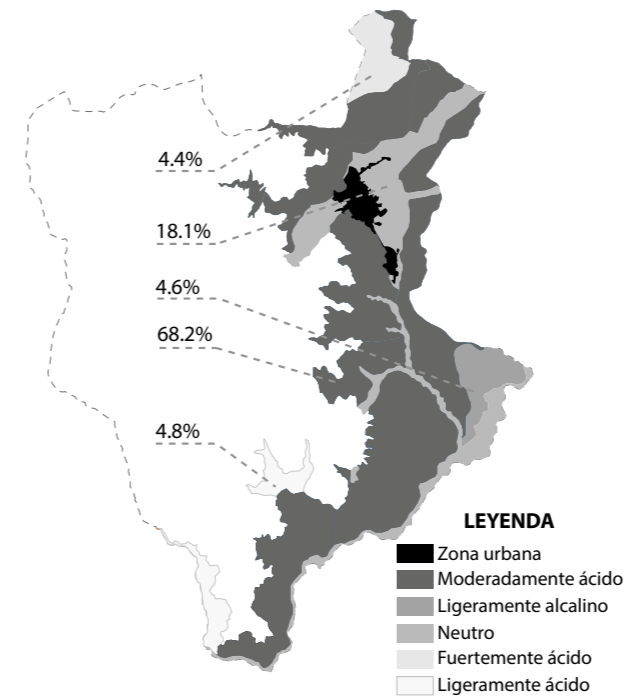 4.4%
18.1%
4.6%
68.2%
4.8%
LEYENDA
Zona urbana
Moderadamente ácido
Ligeramente alcalino
Neutro
Fuertemente ácido
Ligeramente ácido